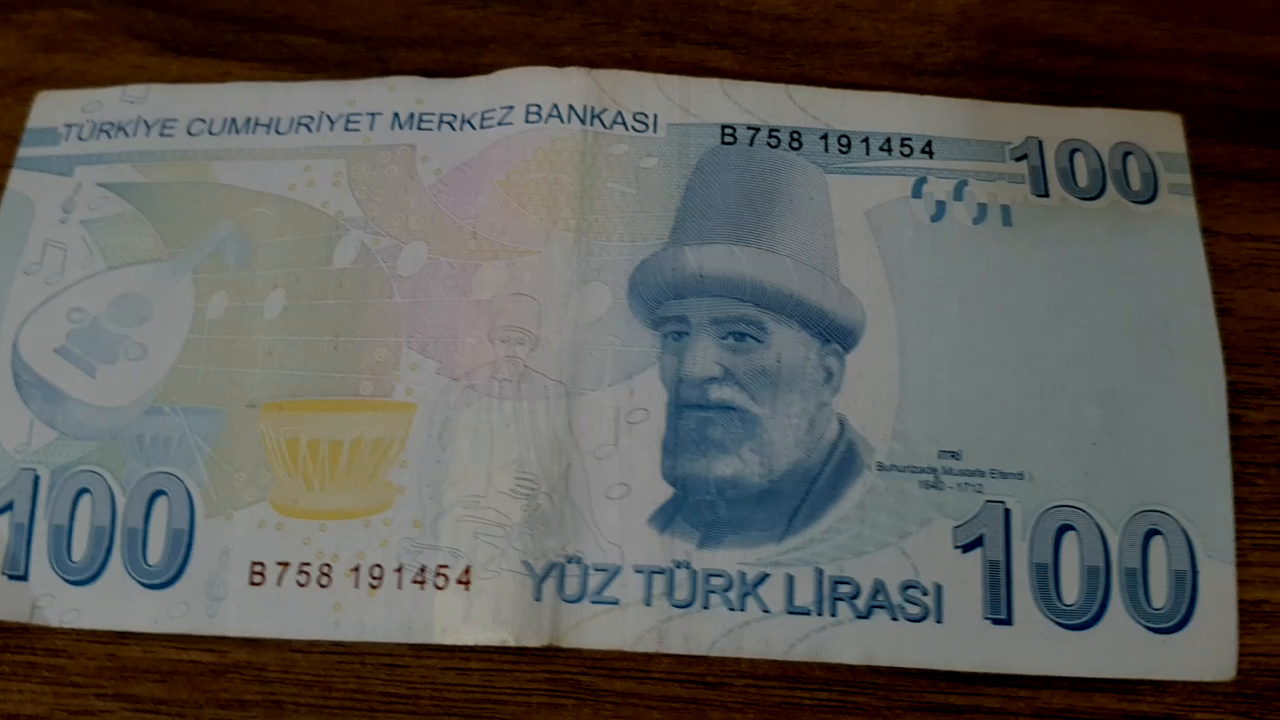 TÜRKİYE CUMHURİYET MERKEZ BANKASI
B758 191454
100
ITRİ
( Buhurizade Mustafa Efendi )
1640 - 1712
100
B758 191454
YÜZ TÜRK LİRASI
100